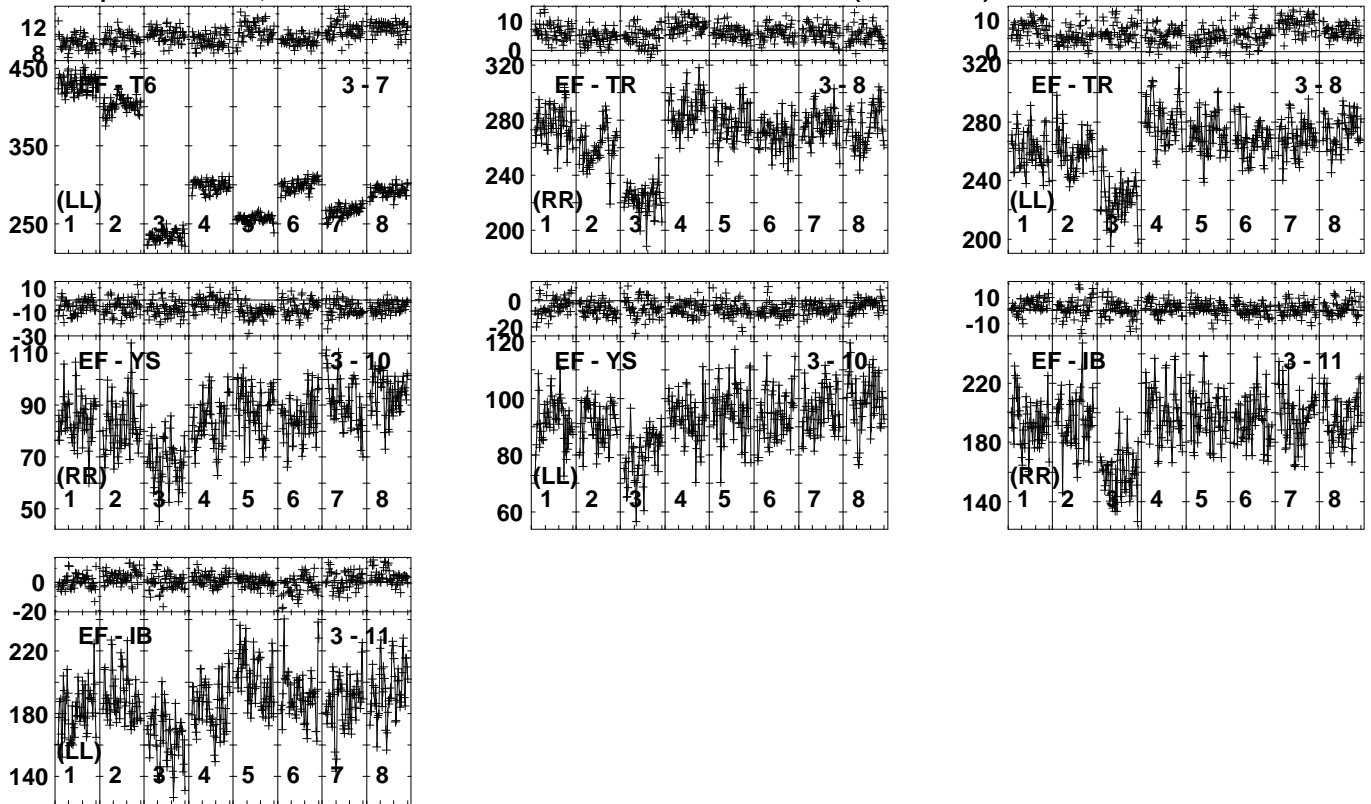 12
8
450
350
250
EF - T6 3 - 7
(LL)
1 2 3 4 5 6 7 8
10
0
320
280
240
200
EF - TR 3 - 8
(RR)
1 2 3 4 5 6 7 8
10
0
320
280
240
200
EF - TR 3 - 8
(LL)
1 2 3 4 5 6 7 8
10
-10
-30
110
90
70
50
EF - YS 3 - 10
(RR)
1 2 3 4 5 6 7 8
0
-20
120
100
80
60
EF - YS 3 - 10
(LL)
1 2 3 4 5 6 7 8
10
-10
220
180
140
EF - IB 3 - 11
(RR)
1 2 3 4 5 6 7 8
0
-20
220
180
140
EF - IB 3 - 11
(LL)
1 2 3 4 5 6 7 8